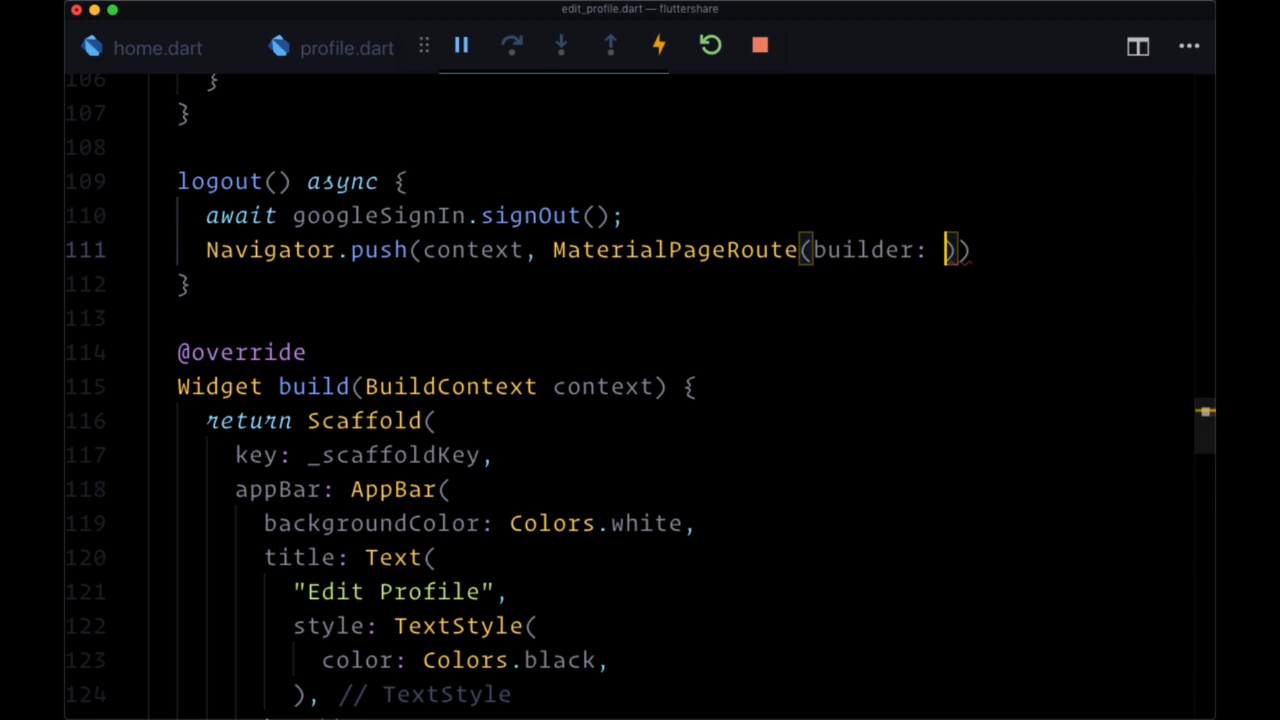 edit_profile.dart — fluttershare
home.dart profile.dart
106 }
107 }
108
109 logout() async {
110 await googleSignIn.signOut();
111 Navigator.push(context, MaterialPageRoute(builder: ))
112 }
113
114 @override
115 Widget build(BuildContext context) {
116 return Scaffold(
117 key: _scaffoldKey,
118 appBar: AppBar(
119 backgroundColor: Colors.white,
120 title: Text(
121 "Edit Profile",
122 style: TextStyle(
123 color: Colors.black,
124 ), // TextStyle